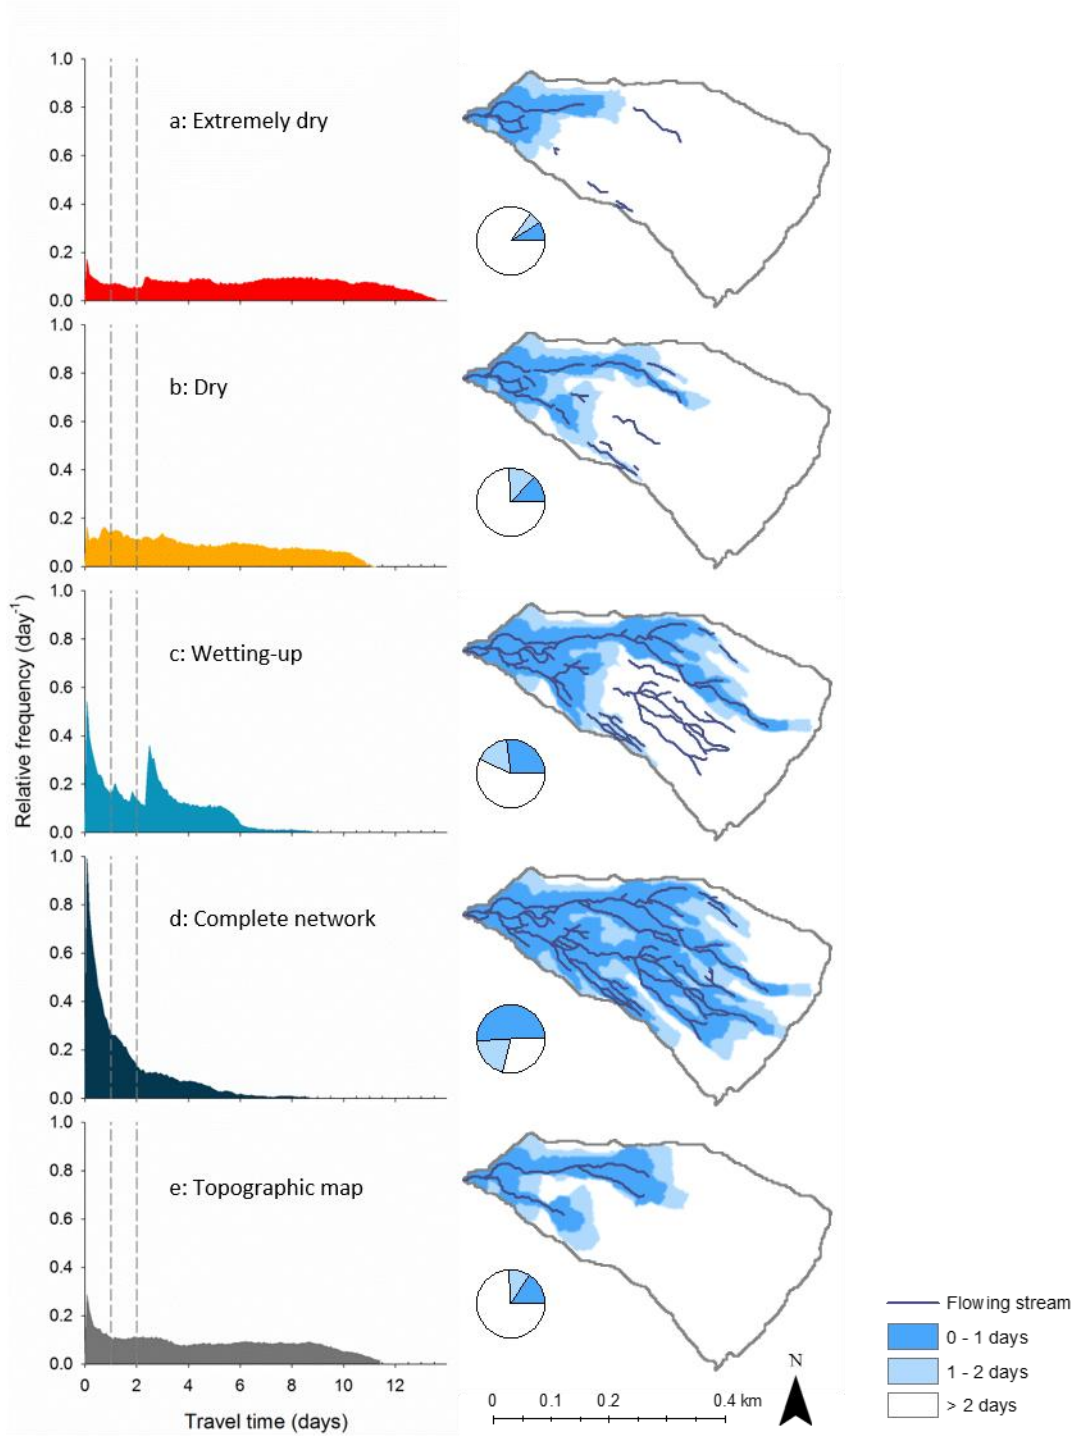 1.0
0.8
0.6
0.4
0.2
0.0
a: Extremely dry
1.0
0.8
0.6
0.4
0.2
0.0
b: Dry
1.0
0.8
0.6
0.4
0.2
0.0
c: Wetting-up
Relative frequency (day⁻¹)
1.0
0.8
0.6
0.4
0.2
0.0
d: Complete network
1.0
0.8
0.6
0.4
0.2
0.0
e: Topographic map
0 2 4 6 8 10 12
Travel time (days)
0 0.1 0.2 0.4 km
N
Flowing stream
0 - 1 days
1 - 2 days
> 2 days